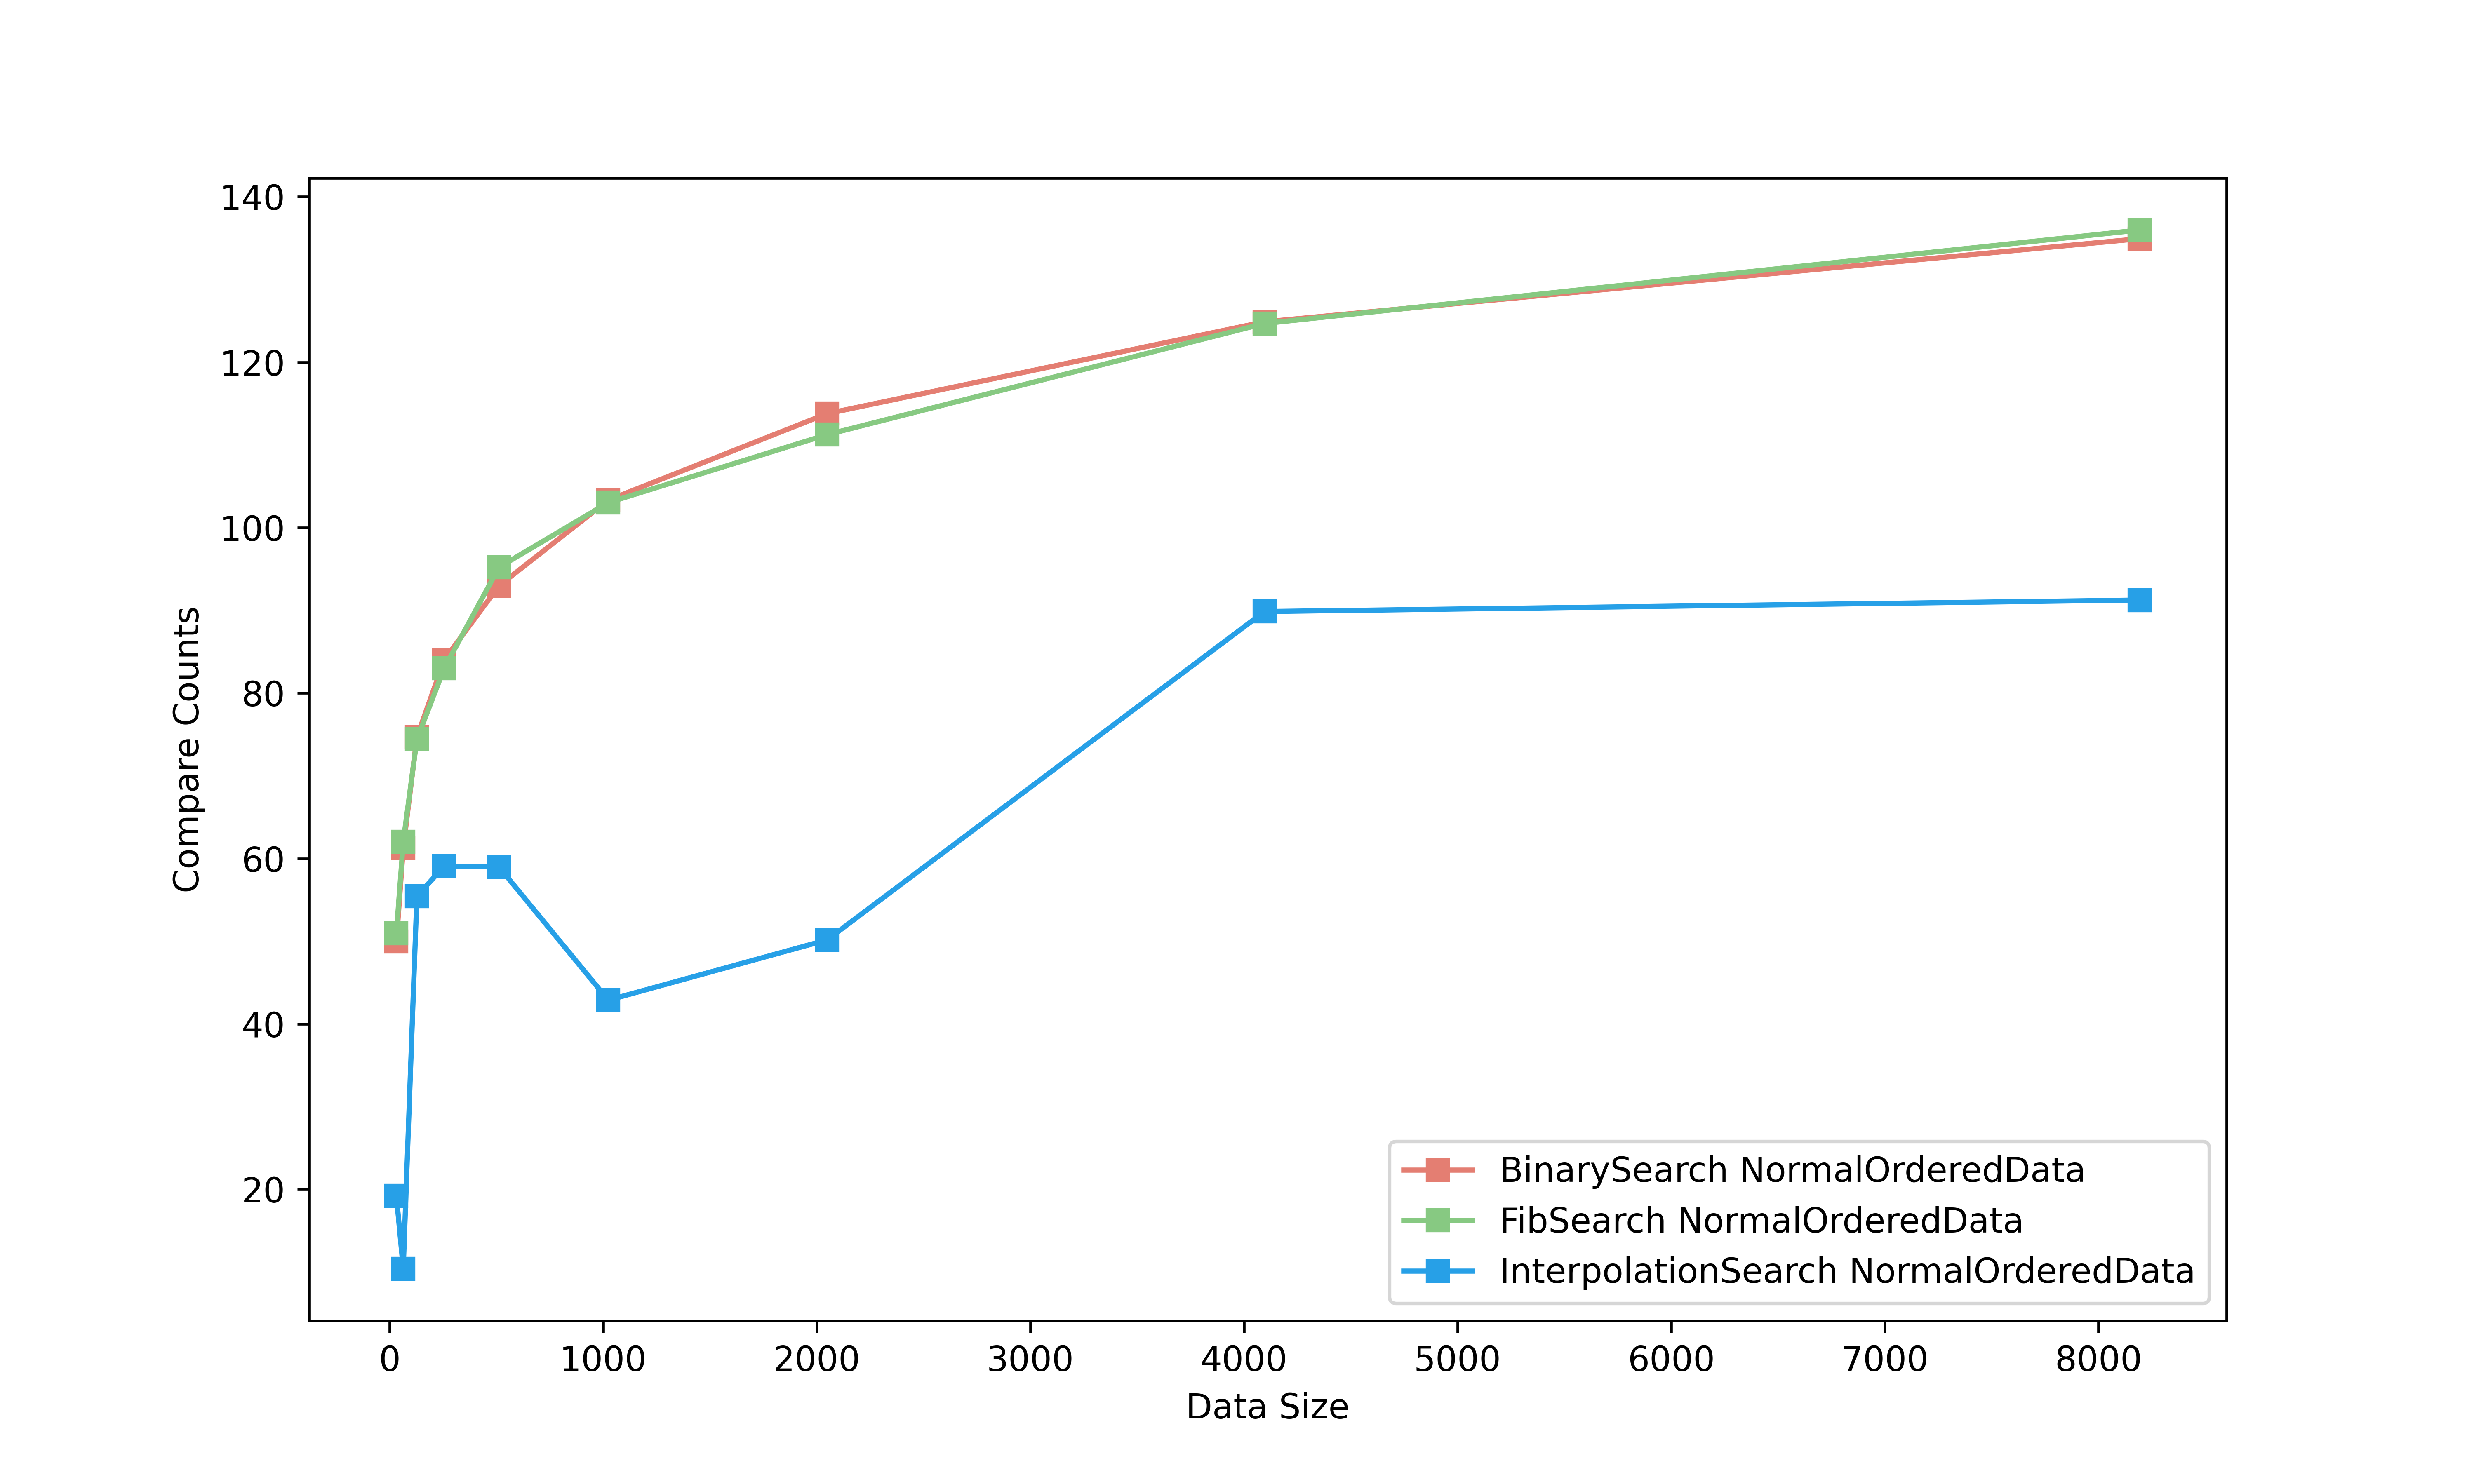 140
120
100
80
60
40
20
Compare Counts
0 1000 2000 3000 4000 5000 6000 7000 8000
Data Size
BinarySearch NormalOrderedData
FibSearch NormalOrderedData
InterpolationSearch NormalOrderedData